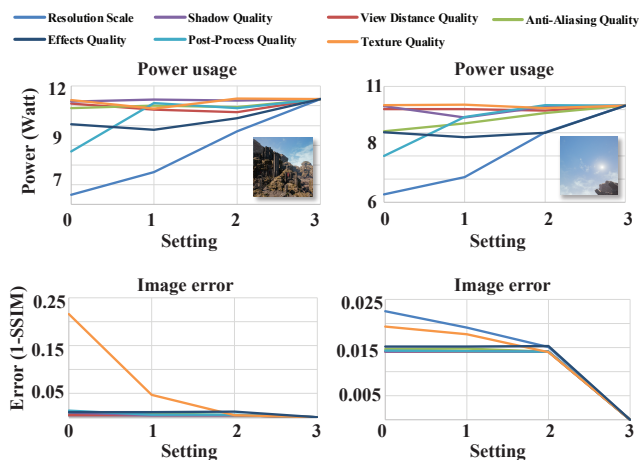 Resolution Scale Shadow Quality View Distance Quality Anti-Aliasing Quality
Effects Quality Post-Process Quality Texture Quality
Power usage
12
9
7
Power (Watt)
0 1 2 3
Setting
Power usage
11
8
6
0 1 2 3
Setting
Image error
0.25
0.15
0.05
Error (1-SSIM)
0 1 2 3
Setting
Image error
0.025
0.015
0.005
0 1 2 3
Setting